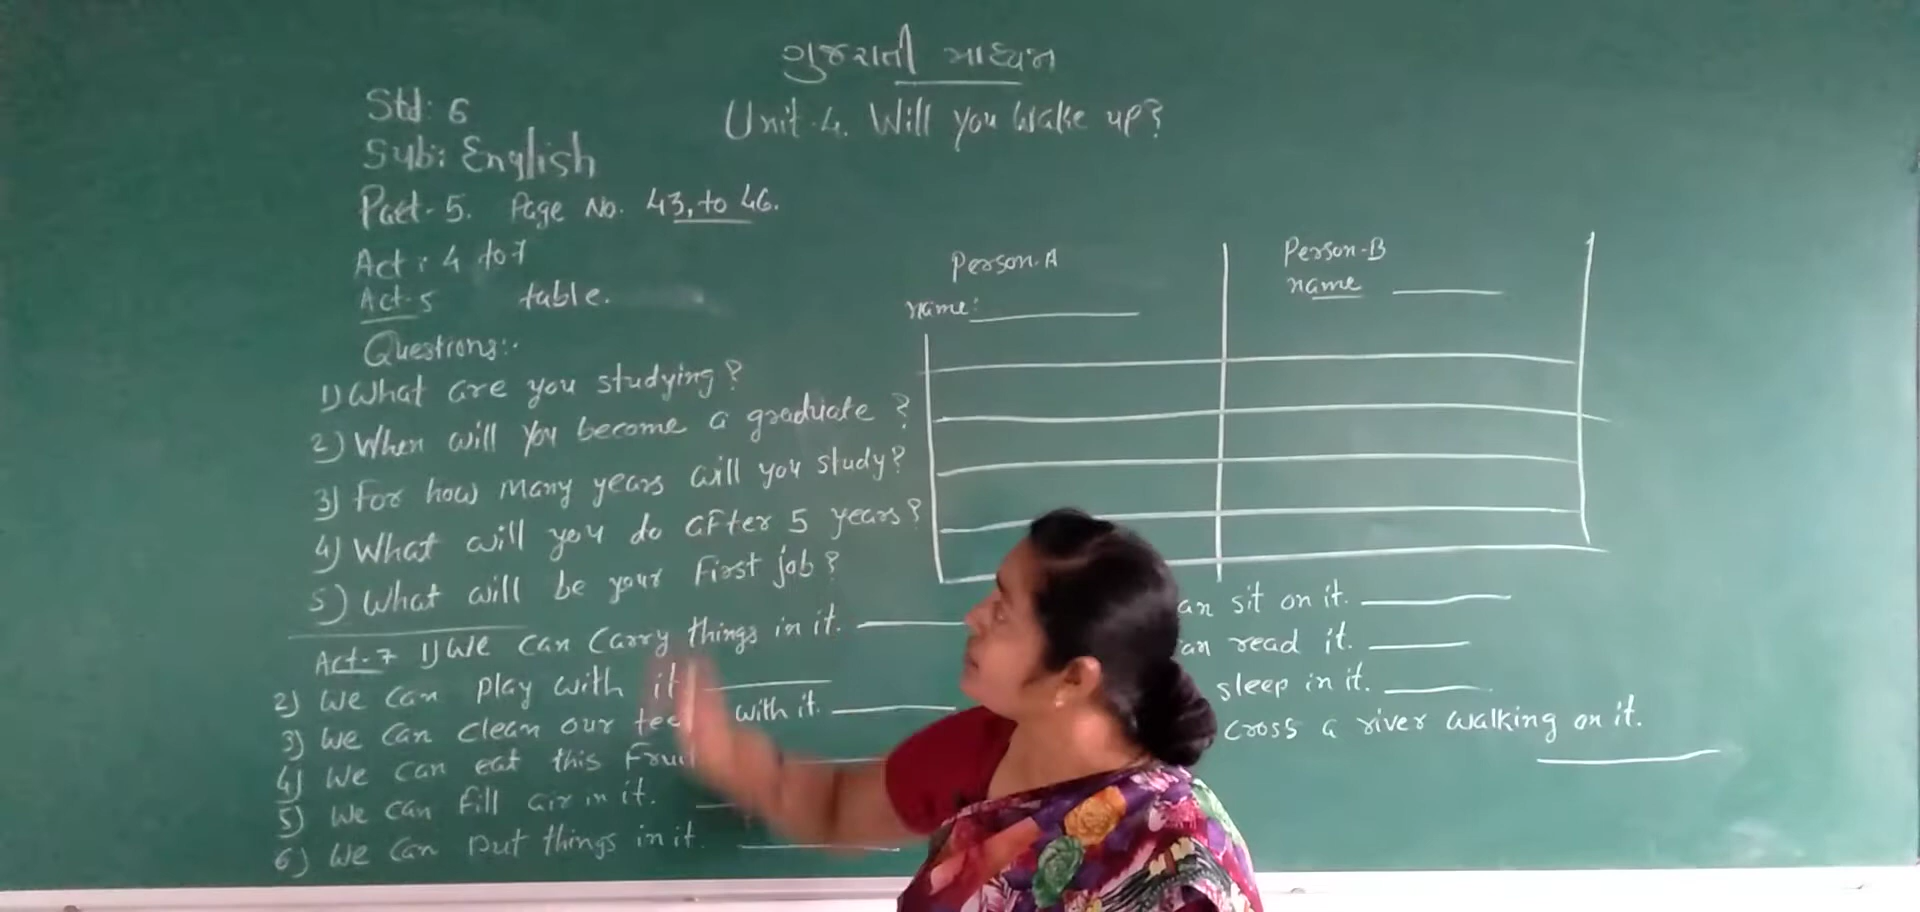 ગુજરાતી માધ્યમ
Unit-4. Will you wake up?
Std: 6
Sub: English
Part-5. Page No. 43, to 46.
Act: 4 to 7
Act-5 table.
Questions:-
1) What are you studying?
2) When will you become a graduate?
3) For how many years will you study?
4) What will you do after 5 years?
5) What will be your first job?
Person-A
name:
Person-B
name
Act-7 1) We can carry things in it.
2) We can play with it
3) We can clean our with it.
4) We can eat this
5) We can fill air in it.
6) We can put things in it.
sit on it.
read it.
sleep in it.
cross a river walking on it.